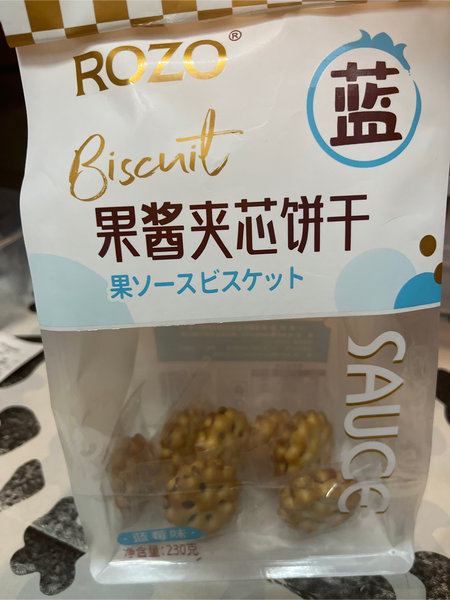 ROZO®
蓝
Biscuit
果酱夹芯饼干
果ソースビスケット
SAUCE
蓝莓味
净含量:230克